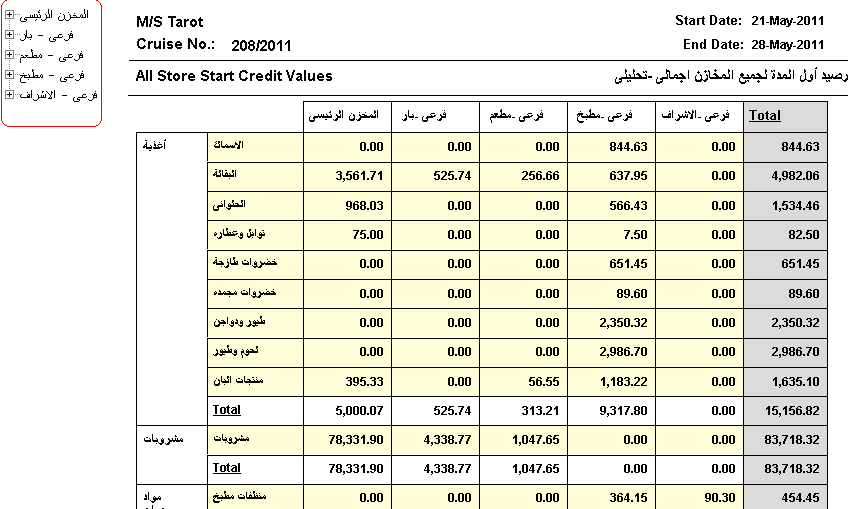 المخزن الرئيسى
فرعى - بار
فرعى - مطعم
فرعى - مطبخ
فرعى - الاشراف
M/S Tarot
Start Date: 21-May-2011
Cruise No.: 208/2011
End Date: 28-May-2011
All Store Start Credit Values
رصيد أول المدة لجميع المخازن اجمالى -تحليلى
المخزن الرئيسى فرعى -بار فرعى -مطعم فرعى -مطبخ فرعى -الاشراف Total
أغذية الاسماك 0.00 0.00 0.00 844.63 0.00 844.63
البقالة 3,561.71 525.74 256.66 637.95 0.00 4,982.06
الحلوانى 968.03 0.00 0.00 566.43 0.00 1,534.46
توابل وعطاره 75.00 0.00 0.00 7.50 0.00 82.50
خضروات طازجة 0.00 0.00 0.00 651.45 0.00 651.45
خضروات مجمده 0.00 0.00 0.00 89.60 0.00 89.60
طيور ودواجن 0.00 0.00 0.00 2,350.32 0.00 2,350.32
لحوم وطيور 0.00 0.00 0.00 2,986.70 0.00 2,986.70
منتجات البان 395.33 0.00 56.55 1,183.22 0.00 1,635.10
Total 5,000.07 525.74 313.21 9,317.80 0.00 15,156.82
مشروبات مشروبات 78,331.90 4,338.77 1,047.65 0.00 0.00 83,718.32
Total 78,331.90 4,338.77 1,047.65 0.00 0.00 83,718.32
مواد منظفات مطبخ 0.00 0.00 0.00 364.15 90.30 454.45